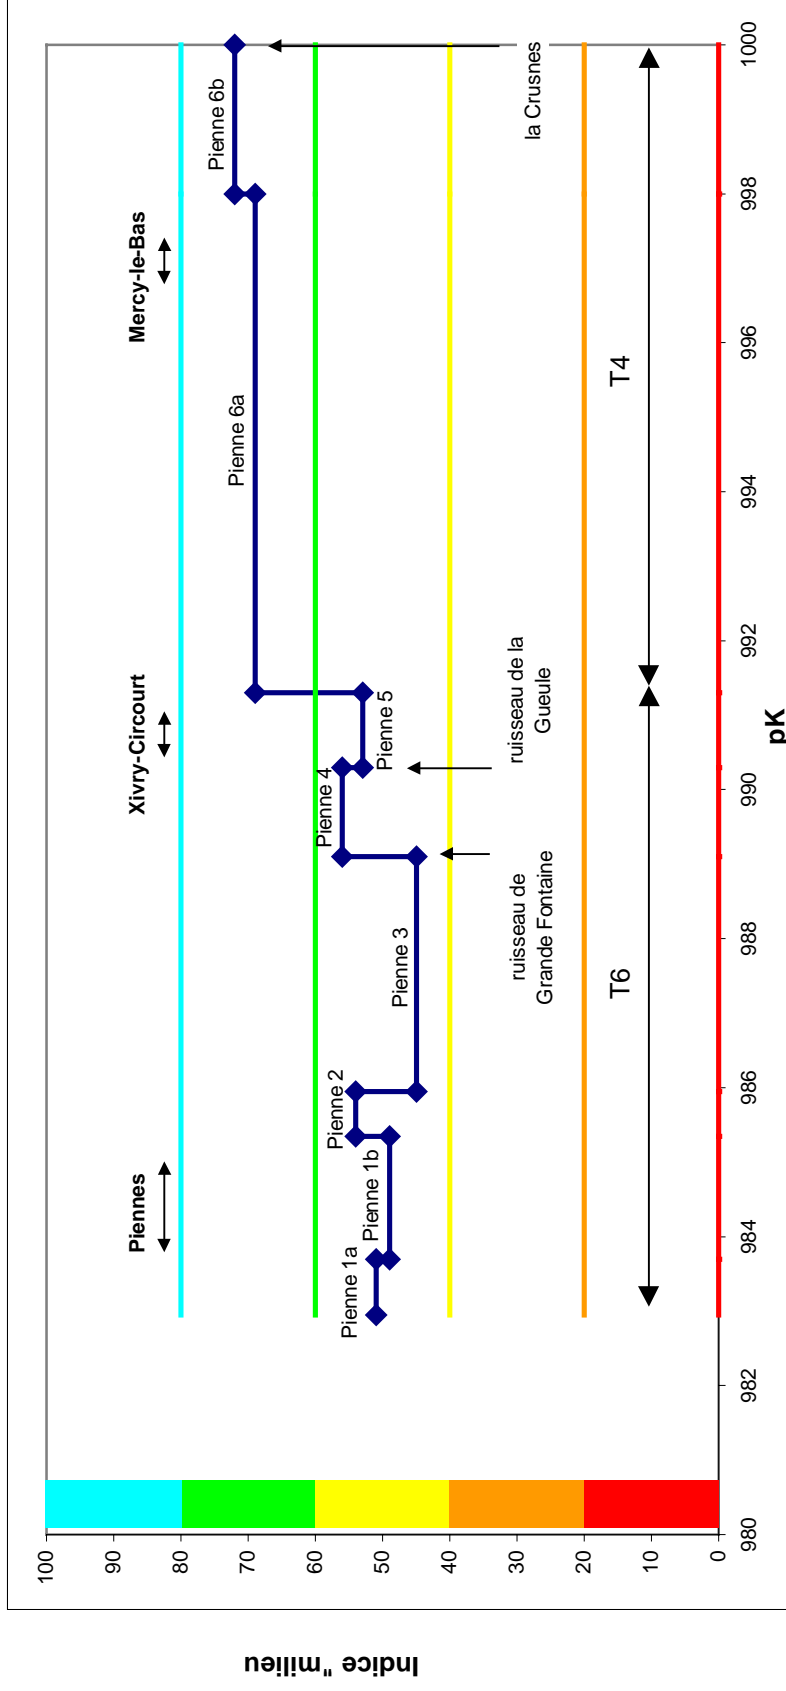 Indice "milieu
100
90
80
70
60
50
40
30
20
10
0
Piennes
Xivry-Circourt
Mercy-le-Bas
Pienne 1a
Pienne 1b
Pienne 2
Pienne 3
Pienne 4
Pienne 5
Pienne 6a
Pienne 6b
ruisseau de
Grande Fontaine
ruisseau de la
Gueule
la Crusnes
T6
T4
980
982
984
986
988
990
992
994
996
998
1000
pK